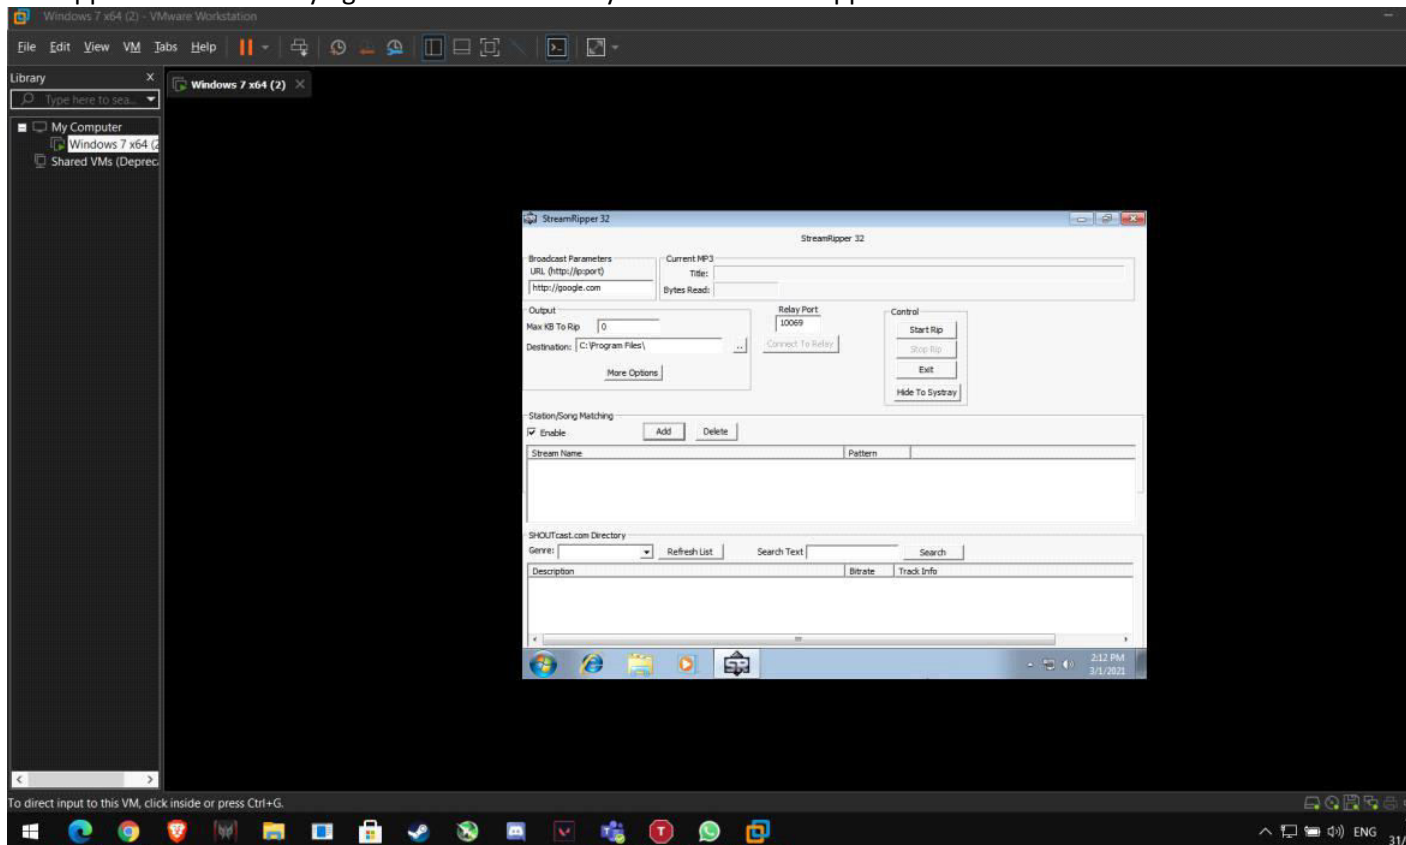 Windows 7 x64 (2) - VMware Workstation
File Edit View VM Tabs Help
Library X
Type here to sea...
Windows 7 x64 (2)
My Computer
Windows 7 x64 (2
Shared VMs (Deprec
StreamRipper 32
StreamRipper 32
Broadcast Parameters
URL (http://ip:port)
http://google.com
Current MP3
Title:
Bytes Read:
Output
Max KB To Rip 0
Destination: C:\Program Files\ ..
More Options
Relay Port
10069
Connect To Relay
Control
Start Rip
Stop Rip
Exit
Hide To Systray
Station/Song Matching
Enable Add Delete
Stream Name Pattern
SHOUTcast.com Directory
Genre: Refresh List Search Text Search
Description Bitrate Track Info
2:12 PM
3/1/2021
To direct input to this VM, click inside or press Ctrl+G.
ENG
31/